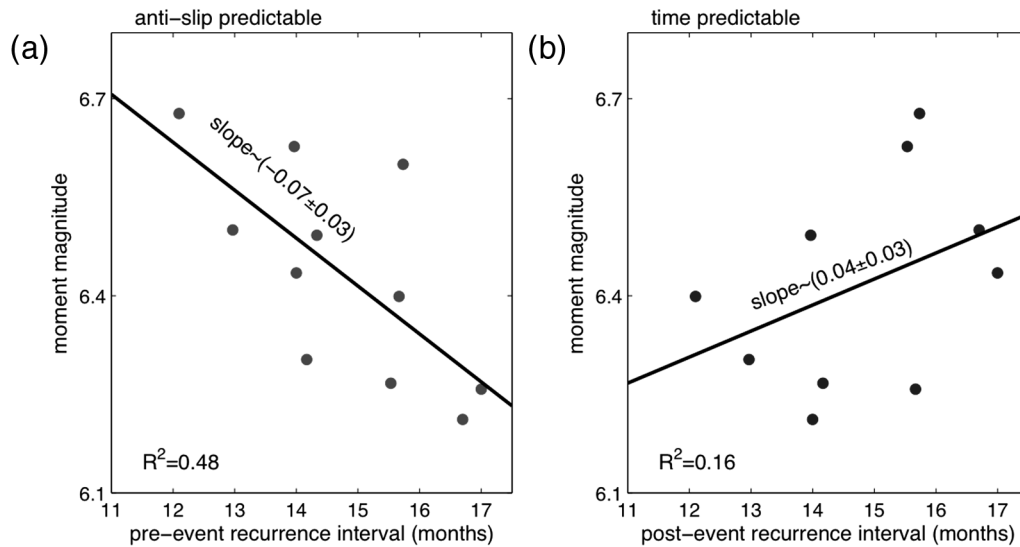 anti−slip predictable
(a)
6.7
6.4
6.1
moment magnitude
slope~(−0.07±0.03)
R²=0.48
11 12 13 14 15 16 17
pre−event recurrence interval (months)
time predictable
(b)
6.7
6.4
6.1
moment magnitude
slope~(0.04±0.03)
R²=0.16
11 12 13 14 15 16 17
post−event recurrence interval (months)